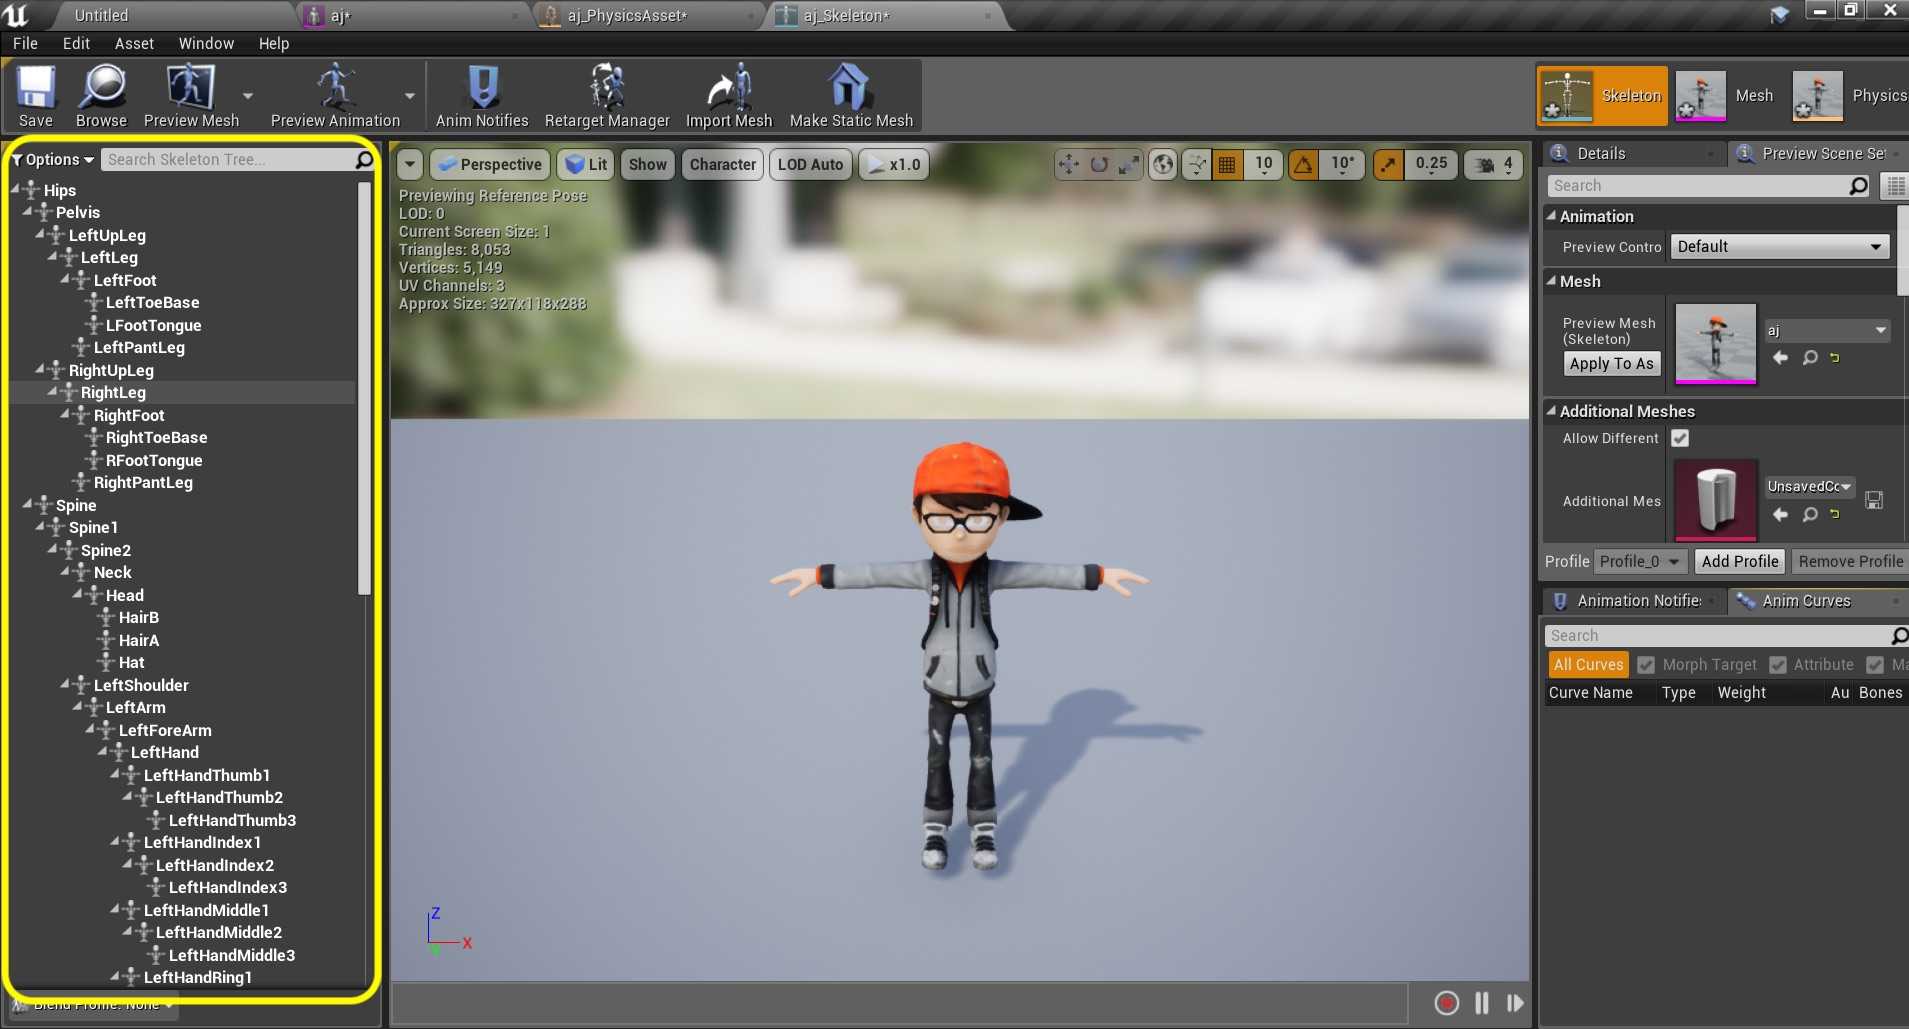 Untitled
aj*
aj_PhysicsAsset*
aj_Skeleton*
File Edit Asset Window Help
Save Browse Preview Mesh Preview Animation Anim Notifies Retarget Manager Import Mesh Make Static Mesh
Skeleton Mesh Physics
Options Search Skeleton Tree...
Hips
Pelvis
LeftUpLeg
LeftLeg
LeftFoot
LeftToeBase
LFootTongue
LeftPantLeg
RightUpLeg
RightLeg
RightFoot
RightToeBase
RFootTongue
RightPantLeg
Spine
Spine1
Spine2
Neck
Head
HairB
HairA
Hat
LeftShoulder
LeftArm
LeftForeArm
LeftHand
LeftHandThumb1
LeftHandThumb2
LeftHandThumb3
LeftHandIndex1
LeftHandIndex2
LeftHandIndex3
LeftHandMiddle1
LeftHandMiddle2
LeftHandMiddle3
LeftHandRing1
Blend Profile: None
Perspective Lit Show Character LOD Auto x1.0 10 10° 0.25 4
Previewing Reference Pose
LOD: 0
Current Screen Size: 1
Triangles: 8,053
Vertices: 5,149
UV Channels: 3
Approx Size: 327x118x288
Z
X
Details Preview Scene Set
Search
Animation
Preview Contro Default
Mesh
Preview Mesh
(Skeleton)
Apply To As
aj
Additional Meshes
Allow Different
Additional Mes
UnsavedCo
Profile Profile_0 Add Profile Remove Profile
Animation Notifie Anim Curves
Search
All Curves Morph Target Attribute Ma
Curve Name Type Weight Au Bones